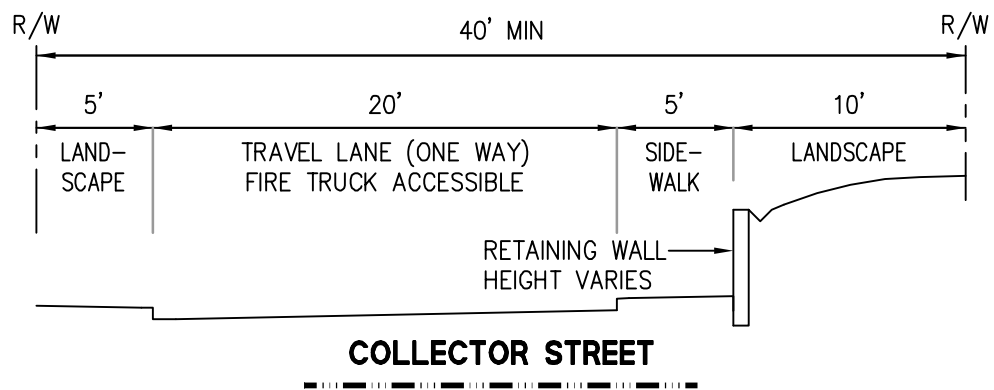 R/W
R/W
40' MIN
5'
20'
5'
10'
LAND-
SCAPE
TRAVEL LANE (ONE WAY)
FIRE TRUCK ACCESSIBLE
SIDE-
WALK
LANDSCAPE
RETAINING WALL
HEIGHT VARIES
COLLECTOR STREET